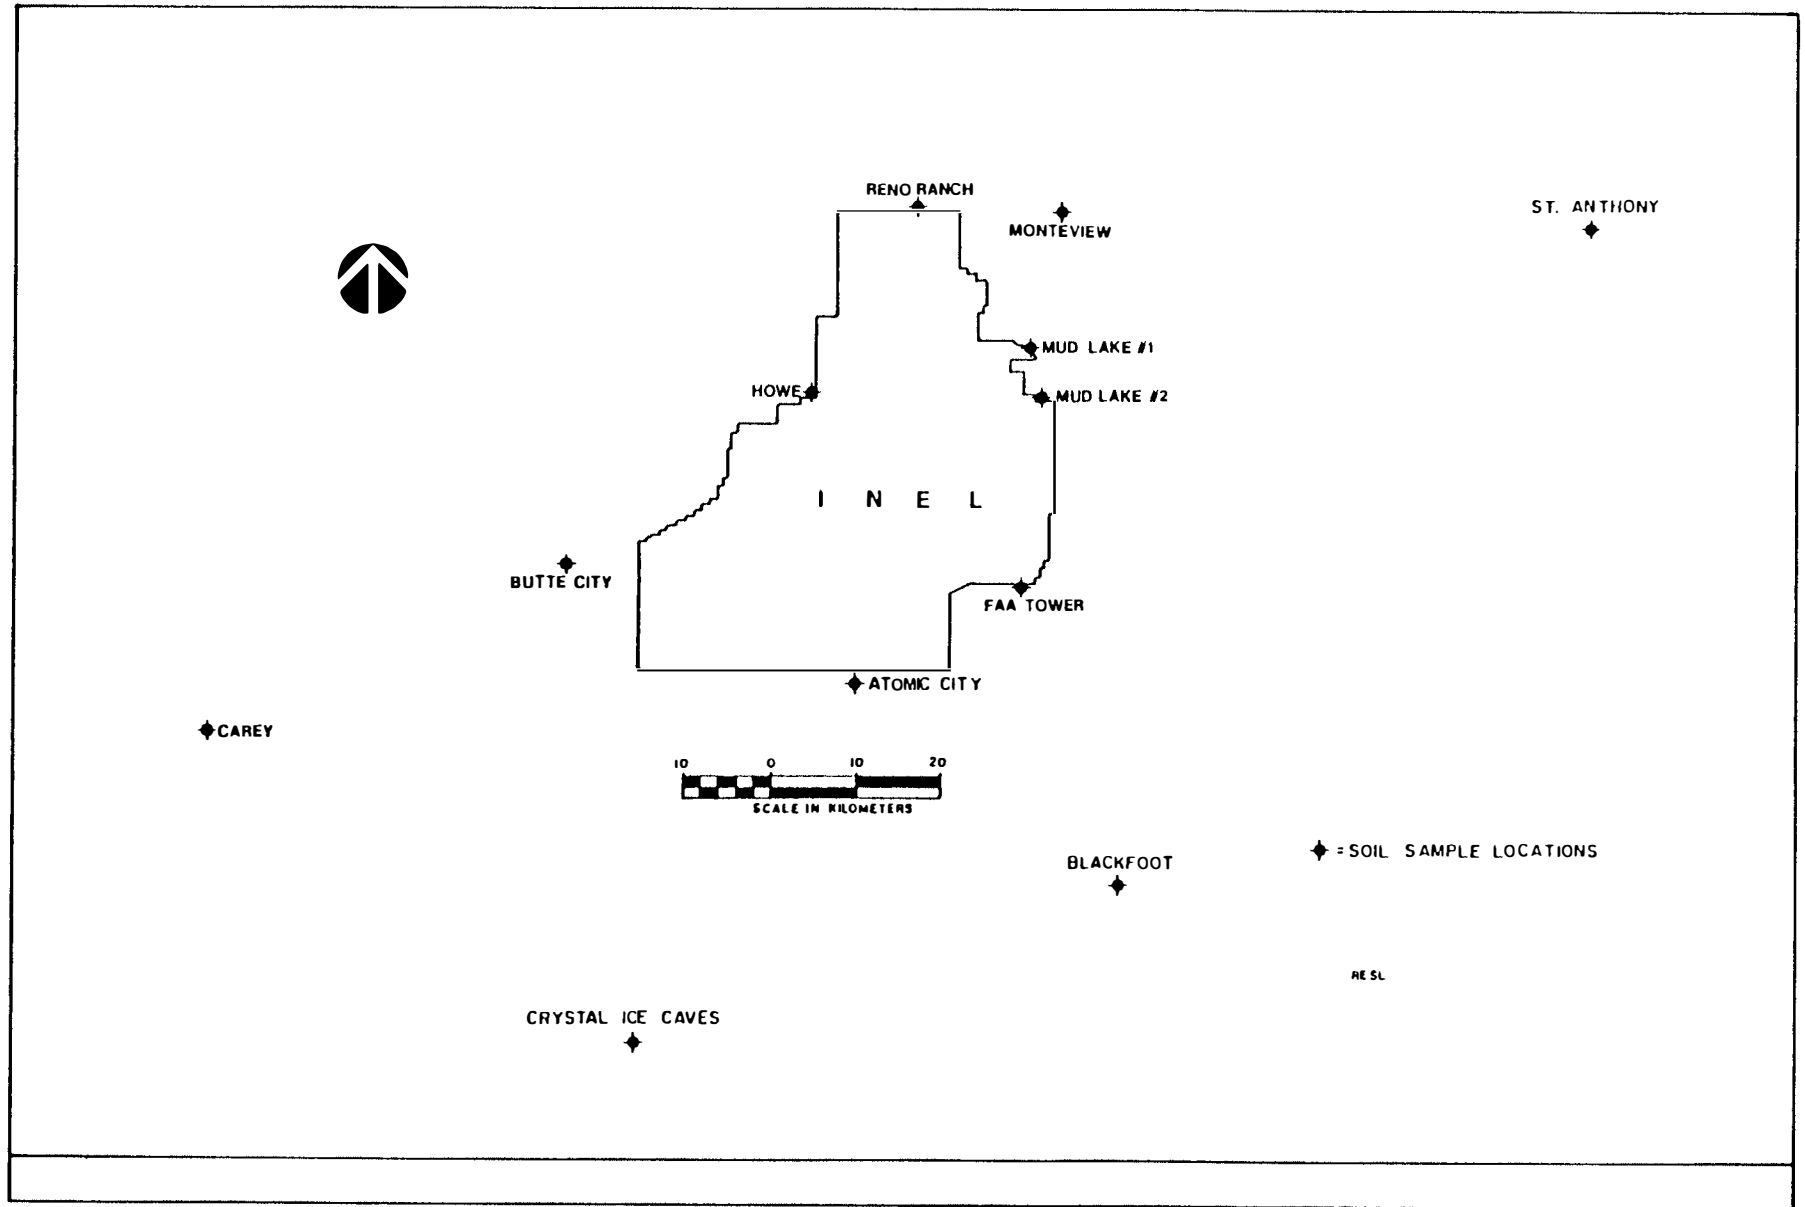 RENO RANCH
ST. ANTHONY
MONTEVIEW
MUD LAKE #1
HOWE
MUD LAKE #2
I N E L
BUTTE CITY
FAA TOWER
ATOMIC CITY
CAREY
10 0 10 20
SCALE IN KILOMETERS
= SOIL SAMPLE LOCATIONS
BLACKFOOT
RESL
CRYSTAL ICE CAVES